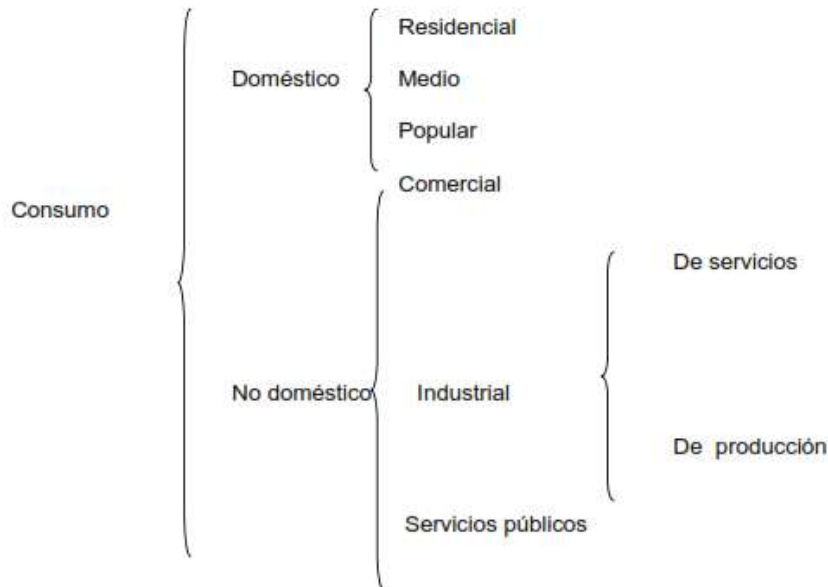 Residencial
Doméstico
Medio
Popular
Comercial
Consumo
De servicios
No doméstico
Industrial
De producción
Servicios públicos